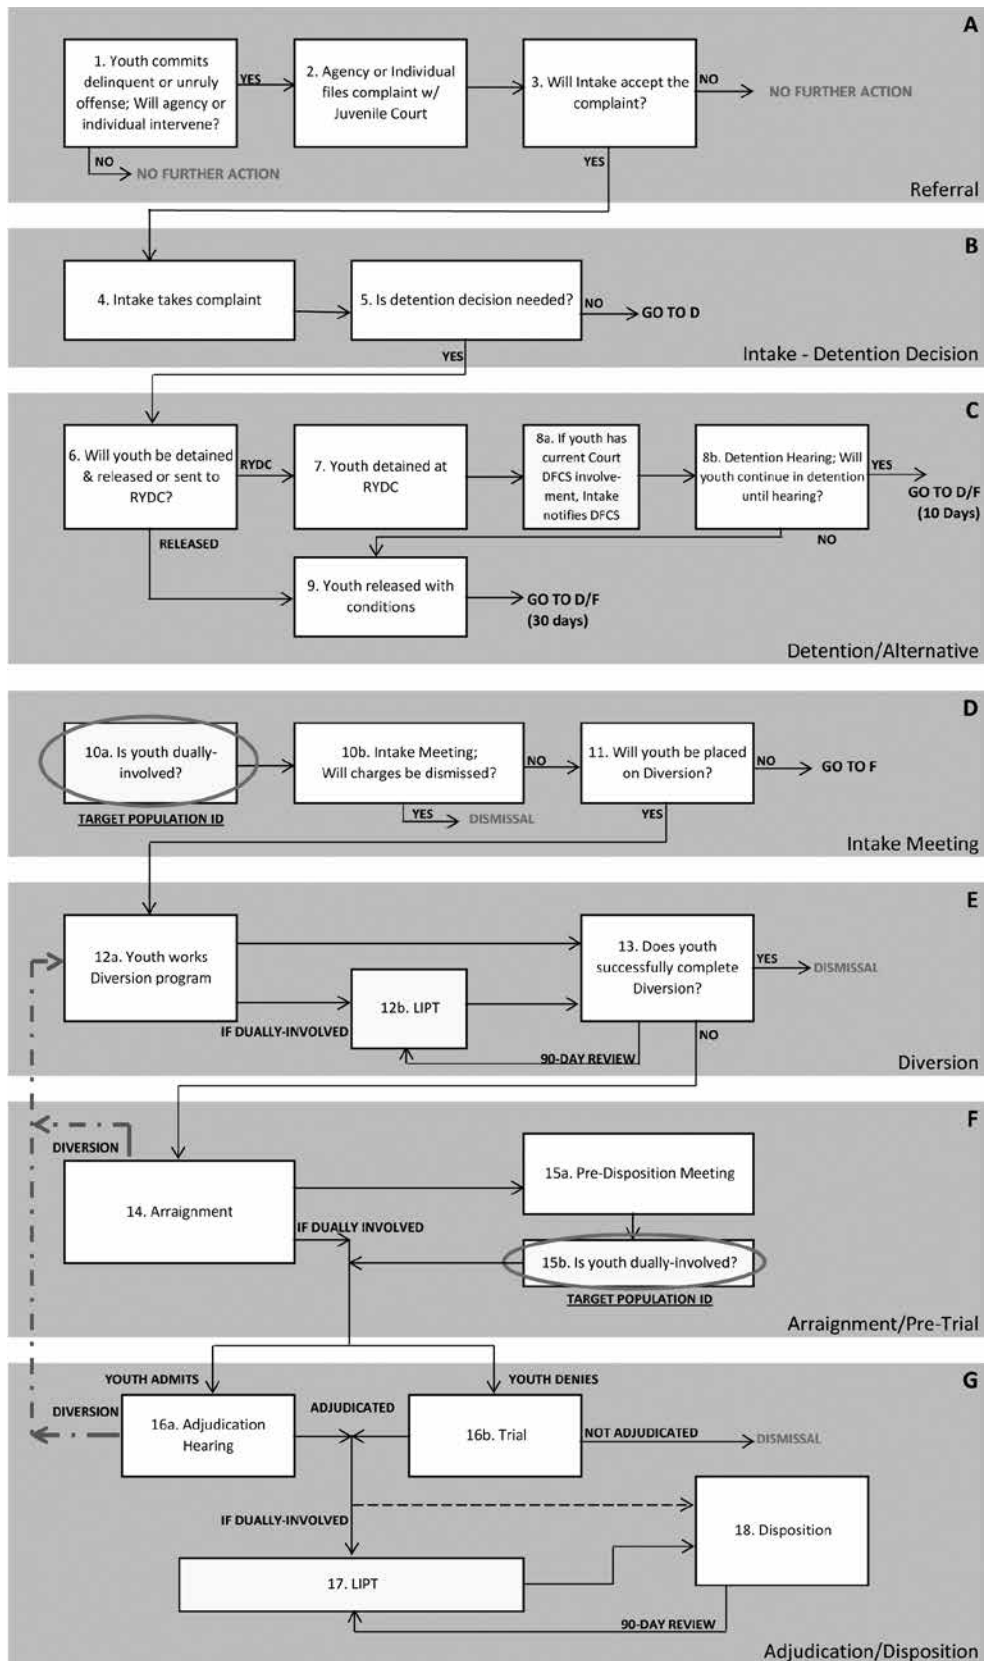 A
1. Youth commits
delinquent or unruly
offense; Will agency or
individual intervene?
YES
2. Agency or Individual
files complaint w/
Juvenile Court
3. Will Intake accept the
complaint?
NO
NO FURTHER ACTION
NO
NO FURTHER ACTION
YES
Referral
B
4. Intake takes complaint
5. Is detention decision needed?
NO
GO TO D
YES
Intake - Detention Decision
C
6. Will youth be detained
& released or sent to
RYDC?
RYDC
7. Youth detained at
RYDC
8a. If youth has
current Court
DFCS involve-
ment, Intake
notifies DFCS
8b. Detention Hearing; Will
youth continue in detention
until hearing?
YES
GO TO D/F
(10 Days)
RELEASED
NO
9. Youth released with
conditions
GO TO D/F
(30 days)
Detention/Alternative
D
10a. Is youth dually-
involved?
TARGET POPULATION ID
10b. Intake Meeting;
Will charges be dismissed?
NO
11. Will youth be placed
on Diversion?
NO
GO TO F
YES
DISMISSAL
YES
Intake Meeting
E
12a. Youth works
Diversion program
IF DUALLY-INVOLVED
12b. LIPT
13. Does youth
successfully complete
Diversion?
YES
DISMISSAL
90-DAY REVIEW
NO
Diversion
F
DIVERSION
14. Arraignment
IF DUALLY INVOLVED
15a. Pre-Disposition Meeting
15b. Is youth dually-involved?
TARGET POPULATION ID
Arraignment/Pre-Trial
G
YOUTH ADMITS
YOUTH DENIES
DIVERSION
16a. Adjudication
Hearing
ADJUDICATED
16b. Trial
NOT ADJUDICATED
DISMISSAL
IF DUALLY-INVOLVED
17. LIPT
18. Disposition
90-DAY REVIEW
Adjudication/Disposition